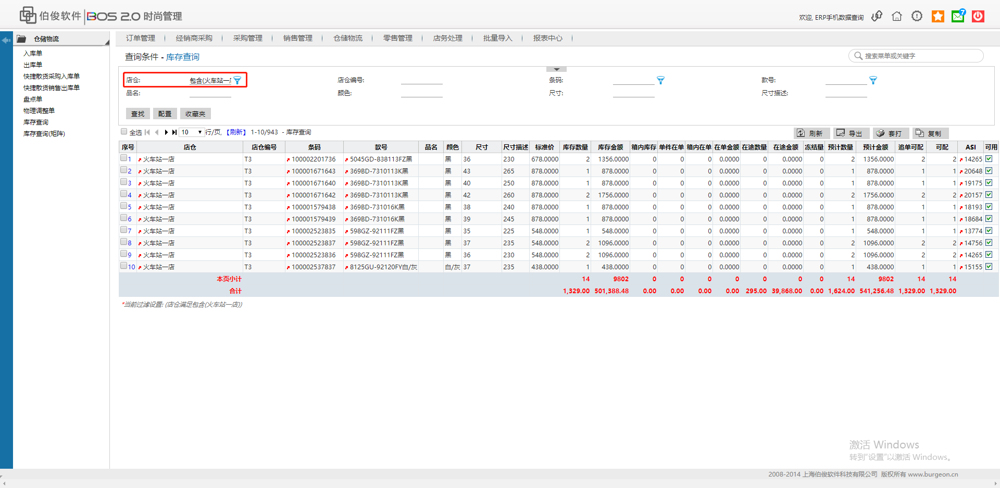 伯俊软件 BOS 2.0 时尚管理
欢迎, ERP手机数据查询
7
仓储物流
入库单
出库单
快捷散货采购入库单
快捷散货销售出库单
盘点单
物理调整单
库存查询
库存查询(矩阵)
订单管理 | 经销商采购 | 采购管理 | 销售管理 | 仓储物流 | 零售管理 | 店务处理 | 批量导入 | 报表中心 |
查询条件 - 库存查询
搜索菜单或关键字
店仓: 包含(火车站一 店仓编号: 条码: 款号:
品名: 颜色: 尺寸: 尺寸描述:
查找 配置 收藏夹
全选 10 行/页, 【刷新】 1-10/943 - 库存查询
刷新 导出 套打 复制
序号 店仓 店仓编号 条码 款号 品名 颜色 尺寸 尺寸描述 标准价 库存数量 库存金额 箱内库存 单件在单 箱内在单 在单金额 在途数量 在途金额 冻结量 预计数量 预计金额 追单可配 可配 ASI 可用
1 火车站一店 T3 100002201736 5045GD-838113FZ黑 黑 36 230 678.0000 2 1356.0000 0 0 0 0.0000 0 0.0000 0 2 1356.0000 2 2 14265
2 火车站一店 T3 100001671643 369BD-7310113K黑 黑 43 265 878.0000 1 878.0000 0 0 0 0.0000 0 0.0000 0 1 878.0000 1 1 20648
3 火车站一店 T3 100001671640 369BD-7310113K黑 黑 40 250 878.0000 1 878.0000 0 0 0 0.0000 0 0.0000 0 1 878.0000 1 1 19175
4 火车站一店 T3 100001671642 369BD-7310113K黑 黑 42 260 878.0000 2 1756.0000 0 0 0 0.0000 0 0.0000 0 2 1756.0000 2 2 20157
5 火车站一店 T3 100001579438 369BD-731016K黑 黑 38 240 878.0000 1 878.0000 0 0 0 0.0000 0 0.0000 0 1 878.0000 1 1 18193
6 火车站一店 T3 100001579439 369BD-731016K黑 黑 39 245 878.0000 1 878.0000 0 0 0 0.0000 0 0.0000 0 1 878.0000 1 1 18684
7 火车站一店 T3 100002523835 598GZ-92111FZ黑 黑 35 225 548.0000 1 548.0000 0 0 0 0.0000 0 0.0000 0 1 548.0000 1 1 13774
8 火车站一店 T3 100002523837 598GZ-92111FZ黑 黑 37 235 548.0000 2 1096.0000 0 0 0 0.0000 0 0.0000 0 2 1096.0000 2 2 14756
9 火车站一店 T3 100002523836 598GZ-92111FZ黑 黑 36 230 548.0000 2 1096.0000 0 0 0 0.0000 0 0.0000 0 2 1096.0000 2 2 14265
10 火车站一店 T3 100002537837 8125GU-92120FY白/灰 白/灰 37 235 438.0000 1 438.0000 0 0 0 0.0000 0 0.0000 0 1 438.0000 1 1 15155
本页小计 14 9802 0 0 0 0 0 0 0 14 9802 14 14
合计 1,329.00 501,388.48 0.00 0.00 0.00 0.00 295.00 39,868.00 0.00 1,624.00 541,256.48 1,329.00 1,329.00
*当前过滤设置: (店仓满足包含(火车站一店))
激活 Windows
转到"设置"以激活 Windows。
2008-2014 上海伯俊软件科技有限公司 版权所有 www.burgeon.cn